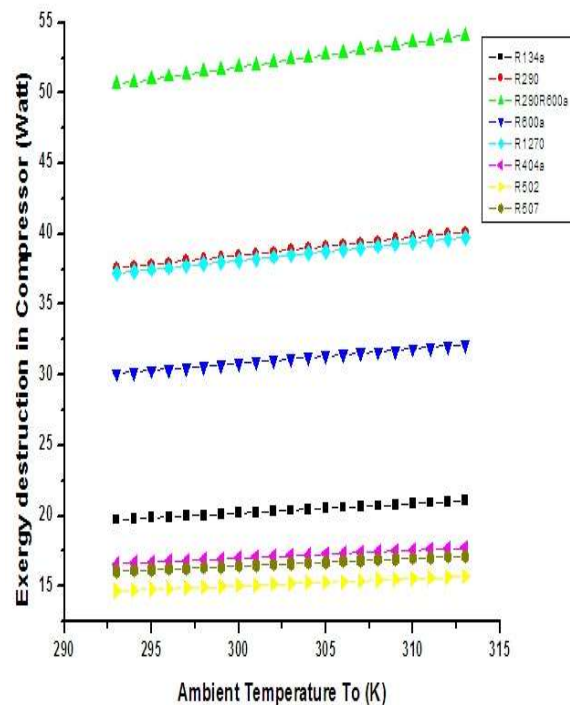 Exergy destruction in Compressor (Watt)
55
50
45
40
35
30
25
20
15
290
295
300
305
310
315
Ambient Temperature To (K)
R134a
R290
R290R600a
R600a
R1270
R404a
R502
R507